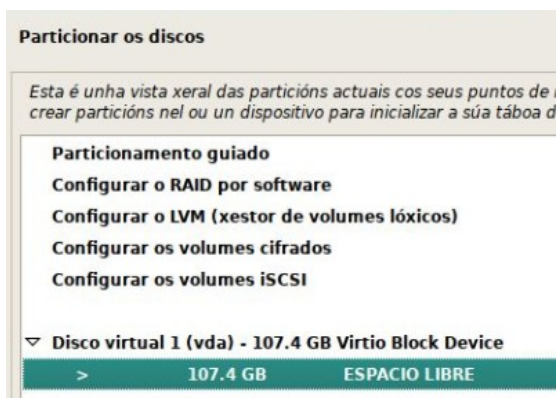 Particionar os discos
Esta é unha vista xeral das particións actuais cos seus puntos de
crear particións nel ou un dispositivo para inicializar a súa táboa
Particionamento guiado
Configurar o RAID por software
Configurar o LVM (xestor de volumes lóxicos)
Configurar os volumes cifrados
Configurar os volumes iSCSI
Disco virtual 1 (vda) - 107.4 GB Virtio Block Device
> 107.4 GB ESPACIO LIBRE